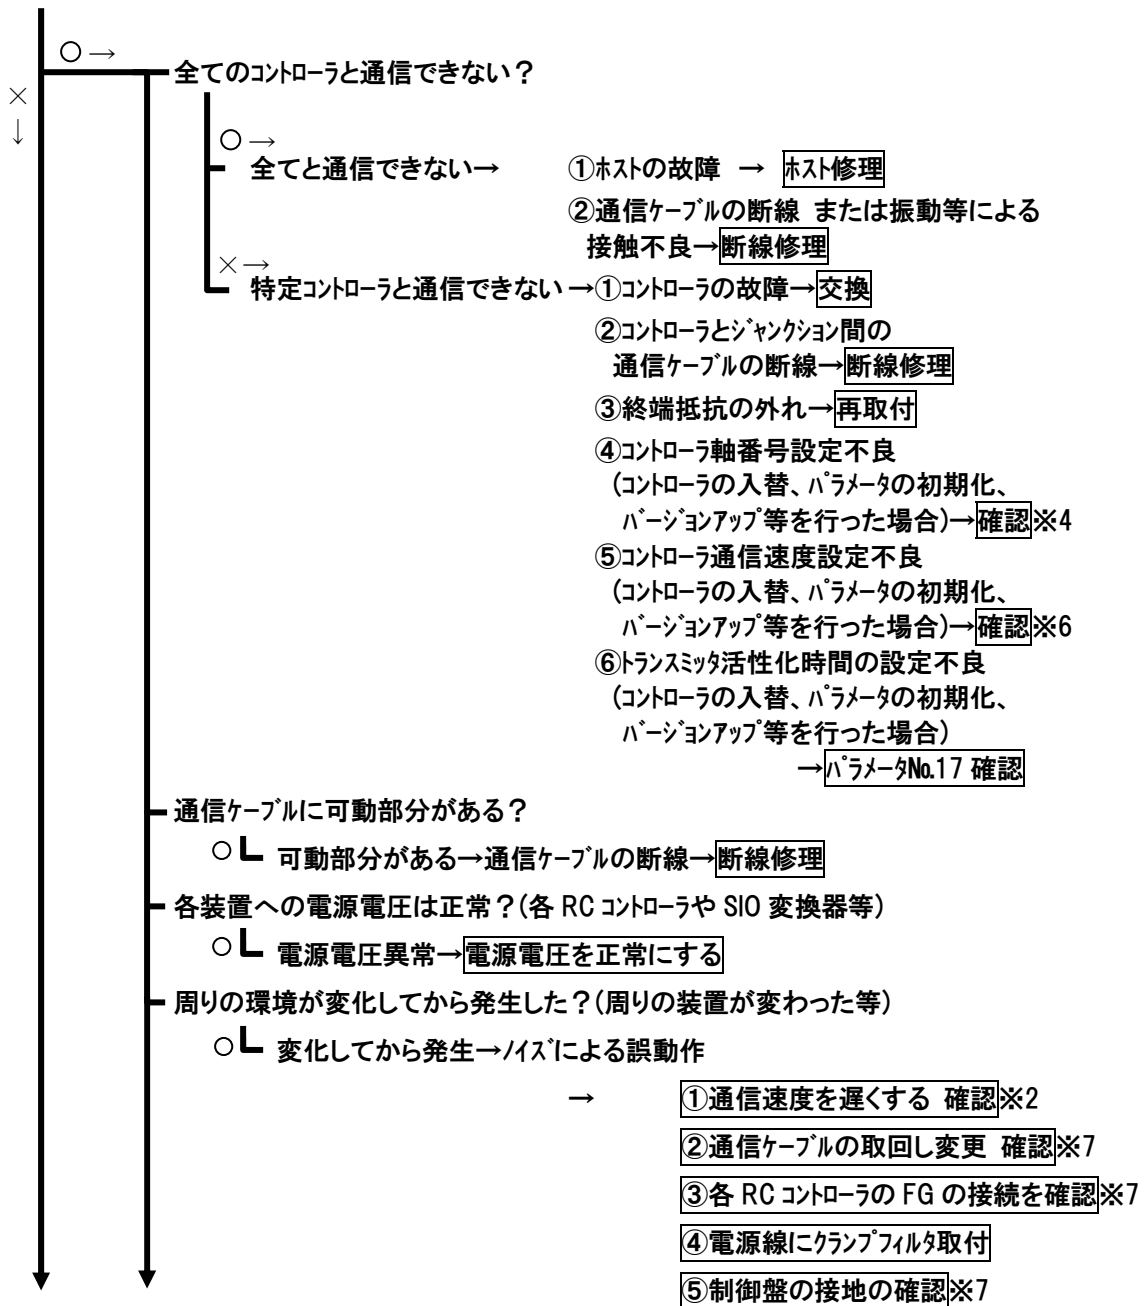 ○→
全てのｺﾝﾄﾛｰﾗと通信できない？
×
↓
○→
全てと通信できない→ ①ﾎｽﾄの故障 → ﾎｽﾄ修理
②通信ｹｰﾌﾞﾙの断線 または振動等による
接触不良→断線修理
×→
特定ｺﾝﾄﾛｰﾗと通信できない→①ｺﾝﾄﾛｰﾗの故障→交換
②ｺﾝﾄﾛｰﾗとｼﾞｬﾝｸｼｮﾝ間の
通信ｹｰﾌﾞﾙの断線→断線修理
③終端抵抗の外れ→再取付
④ｺﾝﾄﾛｰﾗ軸番号設定不良
(ｺﾝﾄﾛｰﾗの入替、ﾊﾟﾗﾒｰﾀの初期化、
ﾊﾞｰｼﾞｮﾝｱｯﾌﾟ等を行った場合)→確認※4
⑤ｺﾝﾄﾛｰﾗ通信速度設定不良
(ｺﾝﾄﾛｰﾗの入替、ﾊﾟﾗﾒｰﾀの初期化、
ﾊﾞｰｼﾞｮﾝｱｯﾌﾟ等を行った場合)→確認※6
⑥ﾄﾗﾝｽﾐｯﾀ活性化時間の設定不良
(ｺﾝﾄﾛｰﾗの入替、ﾊﾟﾗﾒｰﾀの初期化、
ﾊﾞｰｼﾞｮﾝｱｯﾌﾟ等を行った場合)
→ﾊﾟﾗﾒｰﾀNo.17 確認
通信ｹｰﾌﾞﾙに可動部分がある？
○ 可動部分がある→通信ｹｰﾌﾞﾙの断線→断線修理
各装置への電源電圧は正常？(各 RC ｺﾝﾄﾛｰﾗや SIO 変換器等)
○ 電源電圧異常→電源電圧を正常にする
周りの環境が変化してから発生した？(周りの装置が変わった等)
○ 変化してから発生→ﾉｲｽﾞによる誤動作
→ ①通信速度を遅くする 確認※2
②通信ｹｰﾌﾞﾙの取回し変更 確認※7
③各 RC ｺﾝﾄﾛｰﾗの FG の接続を確認※7
④電源線にｸﾗﾝﾌﾟﾌｨﾙﾀ取付
⑤制御盤の接地の確認※7